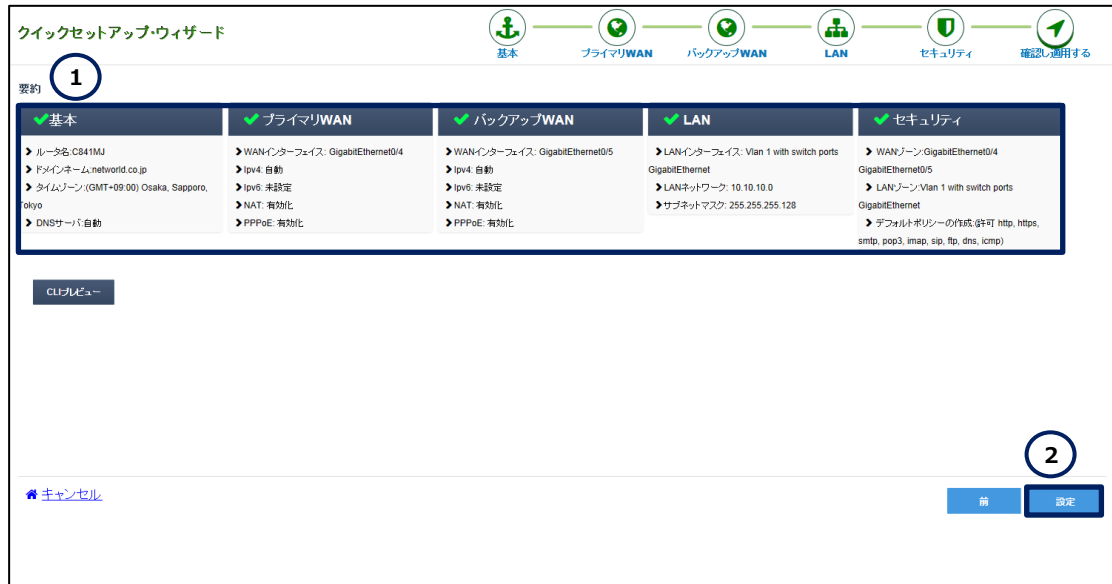 クイックセットアップ・ウィザード
基本
プライマリWAN
バックアップWAN
LAN
セキュリティ
確認し適用する
1
要約
基本
ルータ名:C841MJ
ドメインネーム:networld.co.jp
タイムゾーン:(GMT+09:00) Osaka, Sapporo,
Tokyo
DNSサーバ:自動
プライマリWAN
WANインターフェイス: GigabitEthernet0/4
Ipv4: 自動
Ipv6: 未設定
NAT: 有効化
PPPoE: 有効化
バックアップWAN
WANインターフェイス: GigabitEthernet0/5
Ipv4: 自動
Ipv6: 未設定
NAT: 有効化
PPPoE: 有効化
LAN
LANインターフェイス: Vlan 1 with switch ports
GigabitEthernet
LANネットワーク: 10.10.10.0
サブネットマスク: 255.255.255.128
セキュリティ
WANゾーン:GigabitEthernet0/4
GigabitEthernet0/5
LANゾーン:Vlan 1 with switch ports
GigabitEthernet
デフォルトポリシーの作成:(許可 http, https,
smtp, pop3, imap, sip, ftp, dns, icmp)
CLIプレビュー
2
キャンセル
前
設定